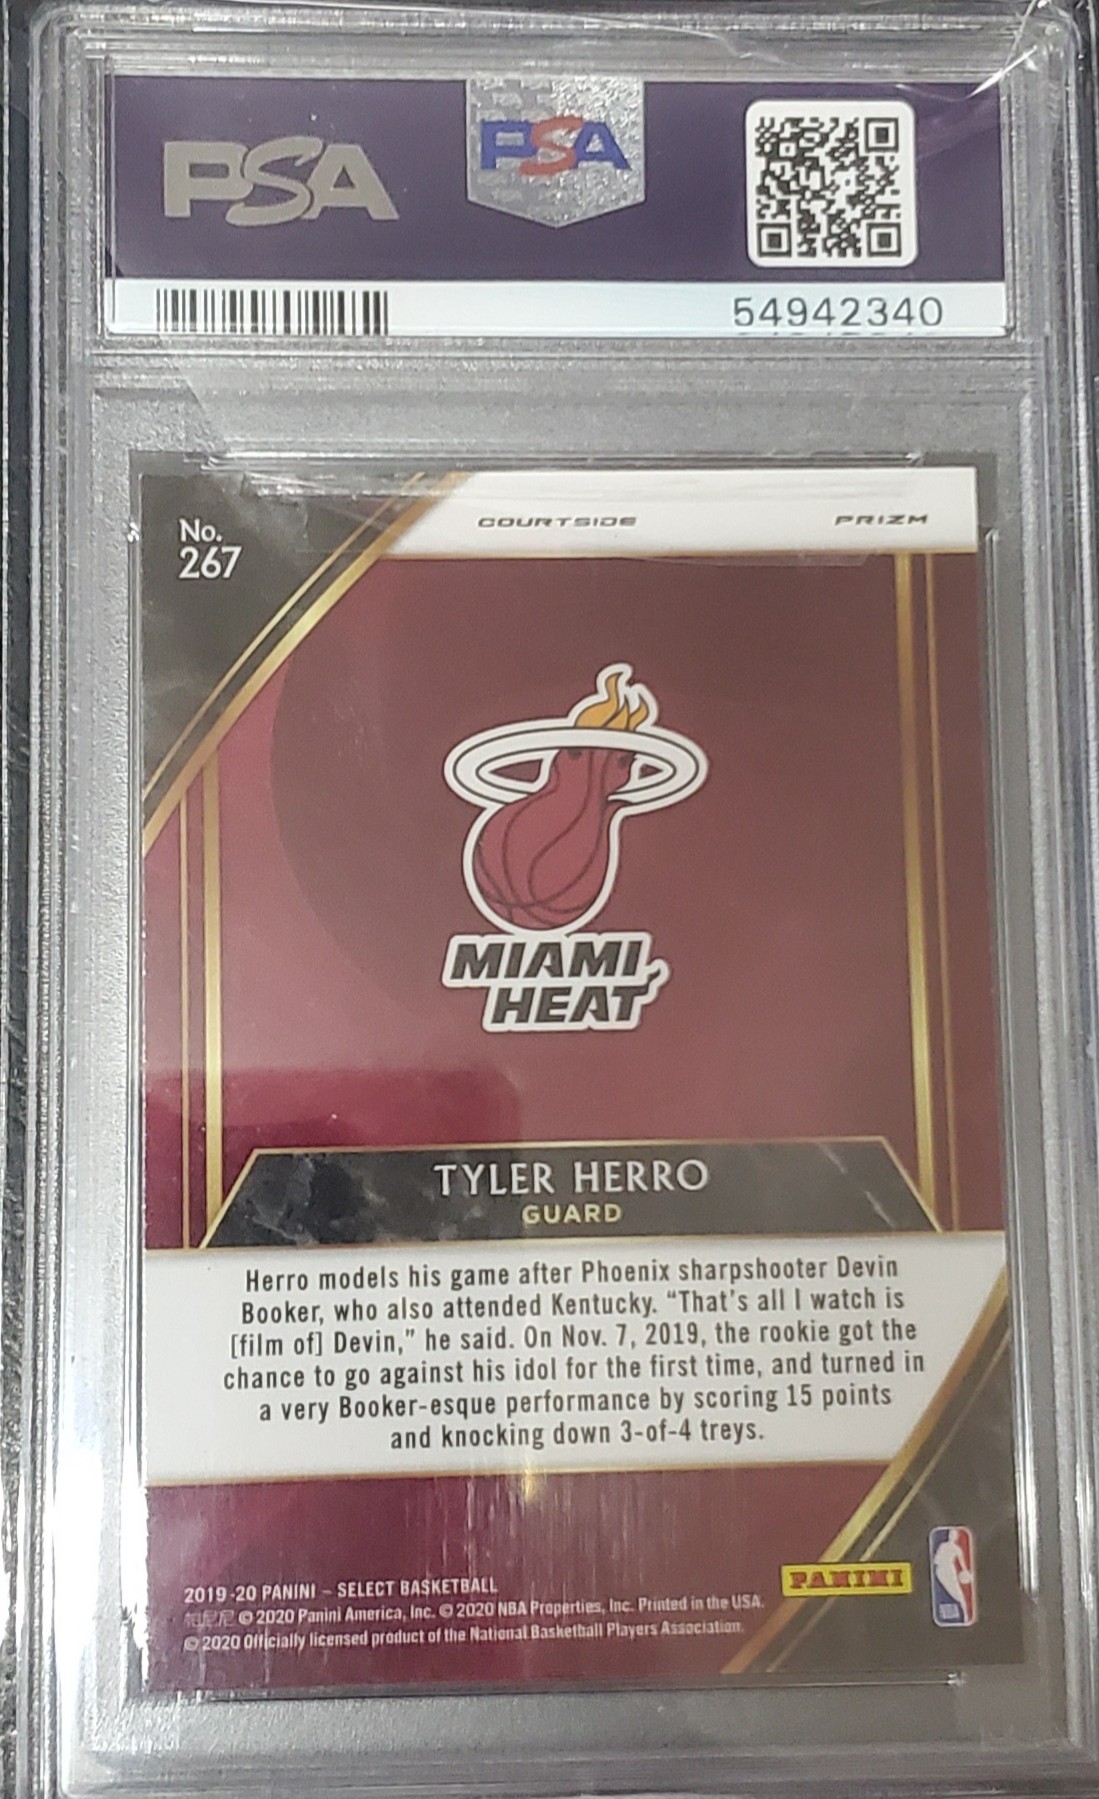 PSA
PSA
54942340
No.
267
COURTSIDE
PRIZM
MIAMI
HEAT
TYLER HERRO
GUARD
Herro models his game after Phoenix sharpshooter Devin
Booker, who also attended Kentucky. “That’s all I watch is
[film of] Devin,” he said. On Nov. 7, 2019, the rookie got the
chance to go against his idol for the first time, and turned in
a very Booker-esque performance by scoring 15 points
and knocking down 3-of-4 treys.
2019-20 PANINI – SELECT BASKETBALL
© 2020 Panini America, Inc. © 2020 NBA Properties, Inc. Printed in the USA.
© 2020 Officially licensed product of the National Basketball Players Association.
PANINI
NBA